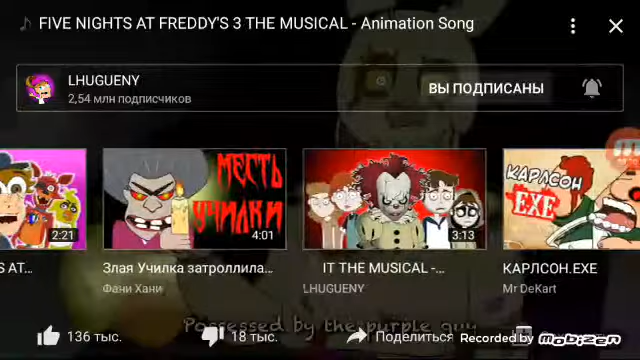 ♪ FIVE NIGHTS AT FREDDY'S 3 THE MUSICAL - Animation Song
LHUGUENY
2,54 млн подписчиков
ВЫ ПОДПИСАНЫ
МЕСТЬ
УЧИЛКИ
КАРЛСОН
EXE
2:21
4:01
3:13
S AT...
Злая Училка затроллила...
IT THE MUSICAL -...
КАРЛСОН.EXE
Фани Хани
LHUGUENY
Mr DeKart
Possessed by the purple guy
136 тыс.
18 тыс.
Поделиться
Recorded by
MOBIZEN